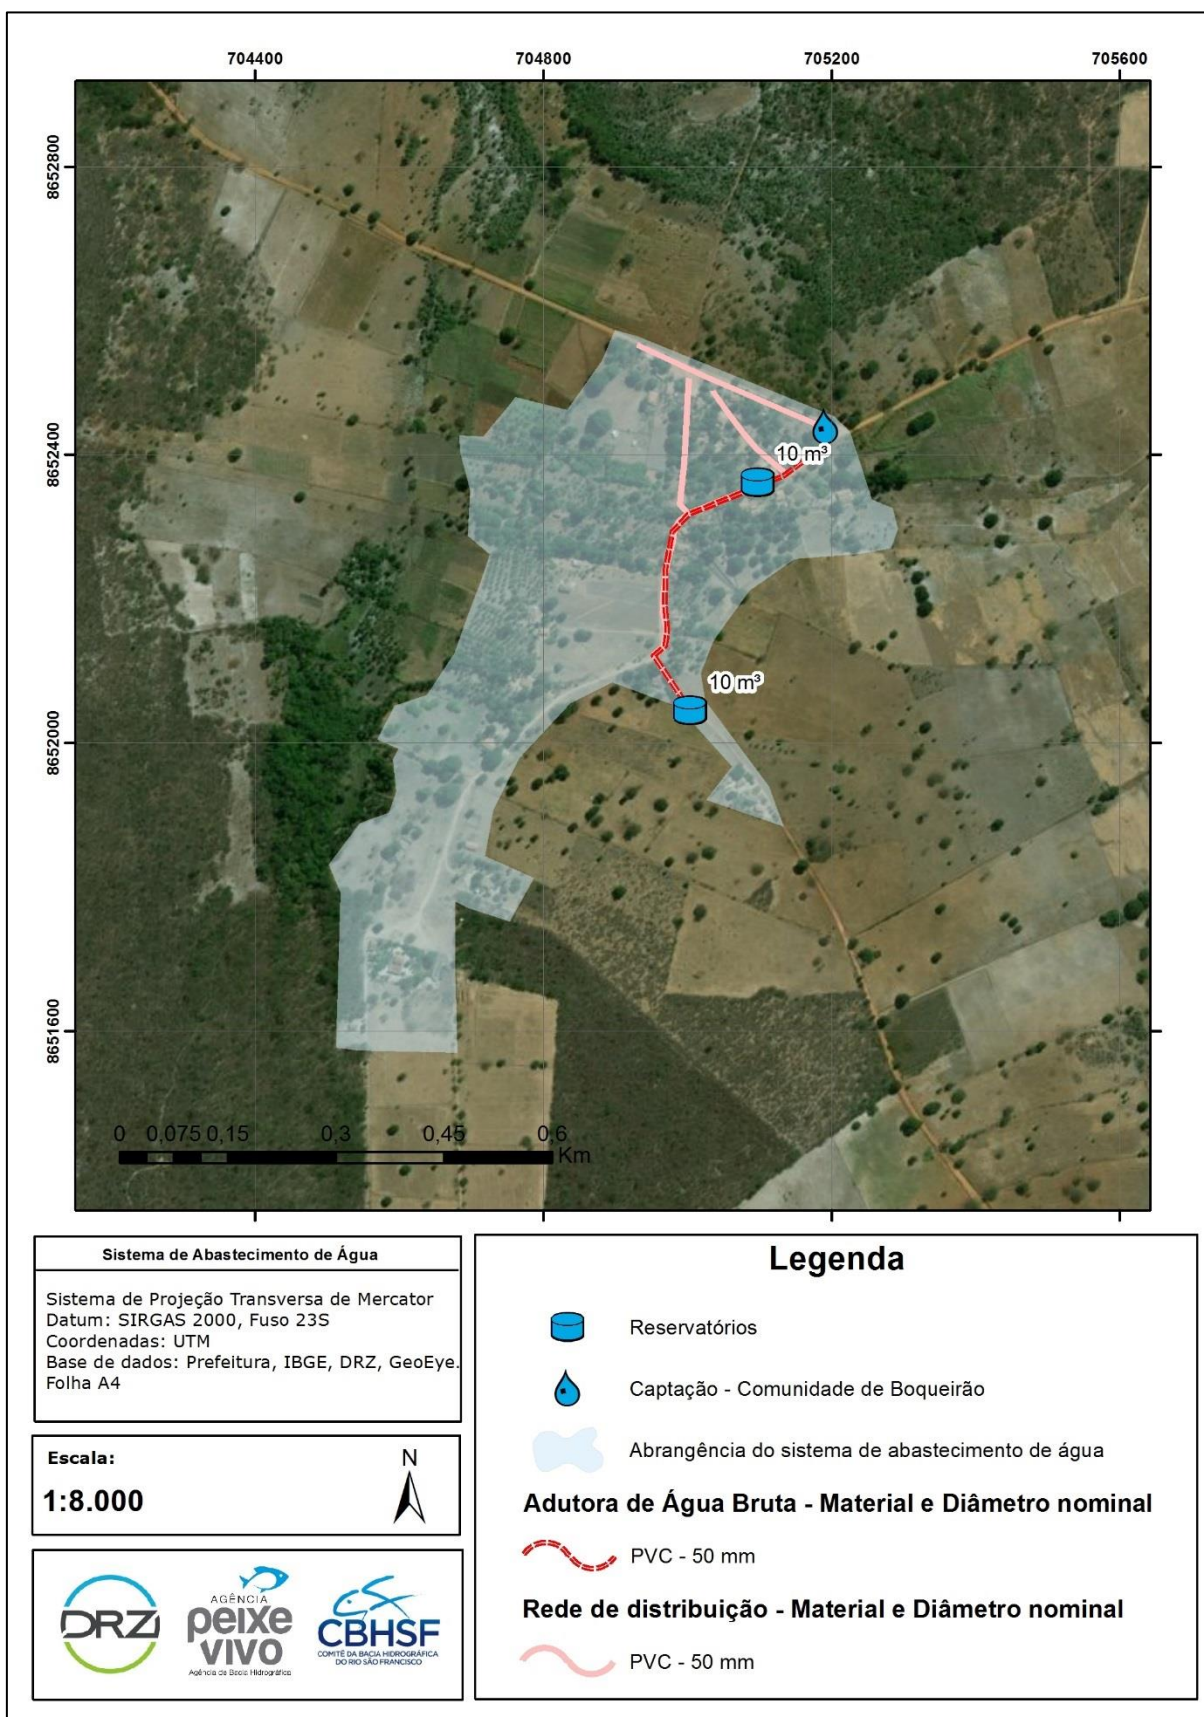 704400 704800 705200 705600
8652800
8652400
8652000
8651600
10 m³
10 m³
0 0,075 0,15 0,3 0,45 0,6
Km
Sistema de Abastecimento de Água
Sistema de Projeção Transversa de Mercator
Datum: SIRGAS 2000, Fuso 23S
Coordenadas: UTM
Base de dados: Prefeitura, IBGE, DRZ, GeoEye.
Folha A4
Escala:
1:8.000
N
DRZ
AGÊNCIA
peixe
VIVO
Agência de Bacia Hidrográfica
CBHSF
COMITÊ DA BACIA HIDROGRÁFICA
DO RIO SÃO FRANCISCO
Legenda
Reservatórios
Captação - Comunidade de Boqueirão
Abrangência do sistema de abastecimento de água
Adutora de Água Bruta - Material e Diâmetro nominal
PVC - 50 mm
Rede de distribuição - Material e Diâmetro nominal
PVC - 50 mm